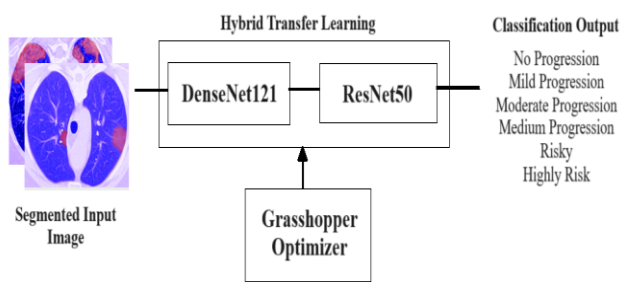 Hybrid Transfer Learning
Classification Output
DenseNet121
ResNet50
No Progression
Mild Progression
Moderate Progression
Medium Progression
Risky
Highly Risk
Segmented Input
Image
Grasshopper
Optimizer